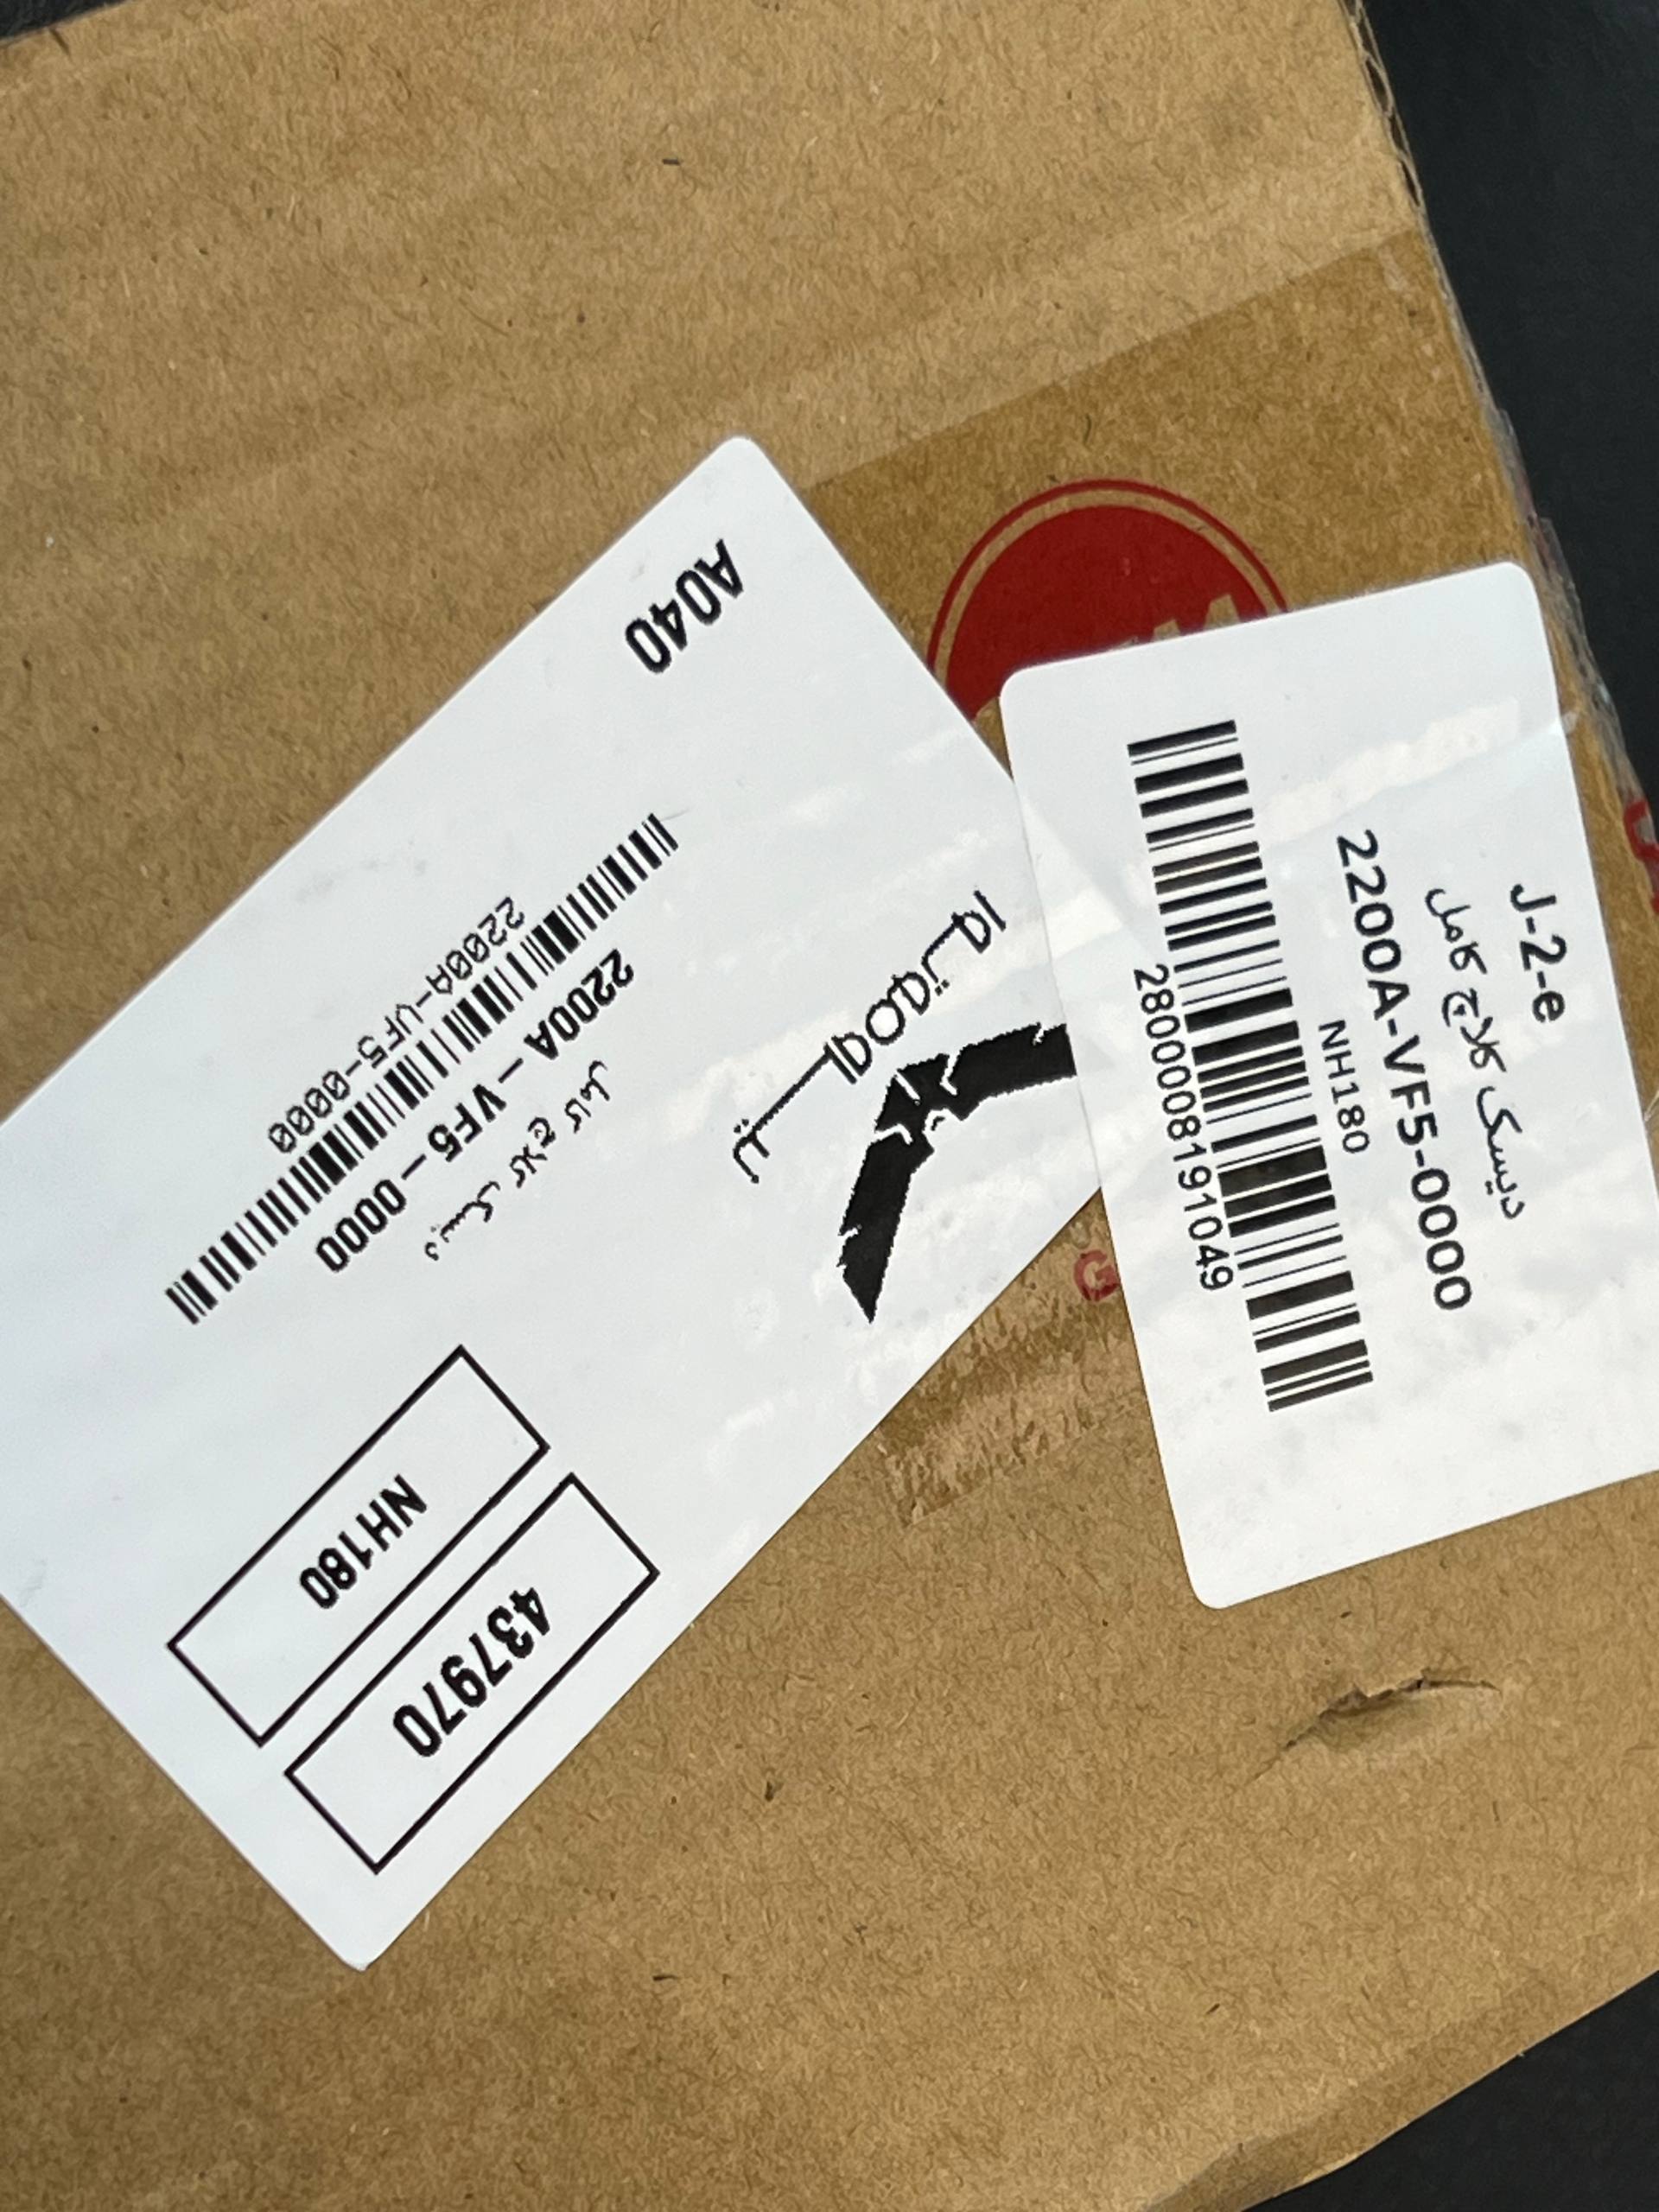 A040
اتومو
2200A-VF5-0000
دیسک کلاچ کامل
2200A-VF5-0000
NH180
437970
J-2-e
دیسک کلاچ کامل
2200A-VF5-0000
NH180
2800008191049
G